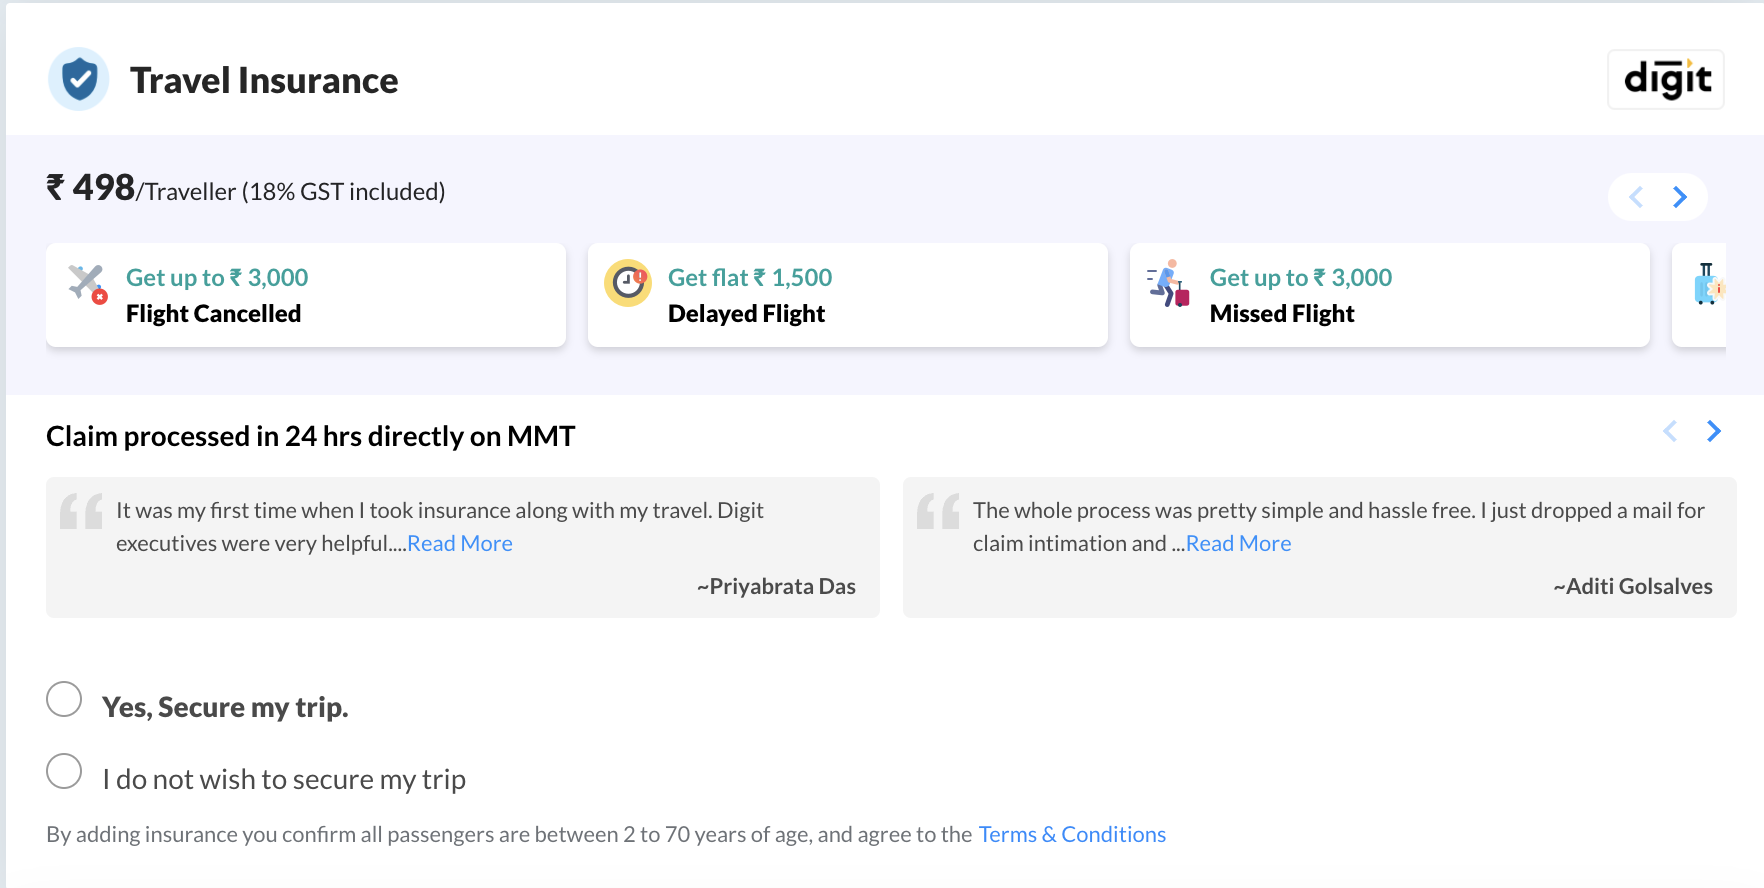 Travel Insurance
digit
₹ 498/Traveller (18% GST included)
Get up to ₹ 3,000
Flight Cancelled
Get flat ₹ 1,500
Delayed Flight
Get up to ₹ 3,000
Missed Flight
Claim processed in 24 hrs directly on MMT
It was my first time when I took insurance along with my travel. Digit
executives were very helpful....Read More
~Priyabrata Das
The whole process was pretty simple and hassle free. I just dropped a mail for
claim intimation and ...Read More
~Aditi Golsalves
Yes, Secure my trip.
I do not wish to secure my trip
By adding insurance you confirm all passengers are between 2 to 70 years of age, and agree to the Terms & Conditions